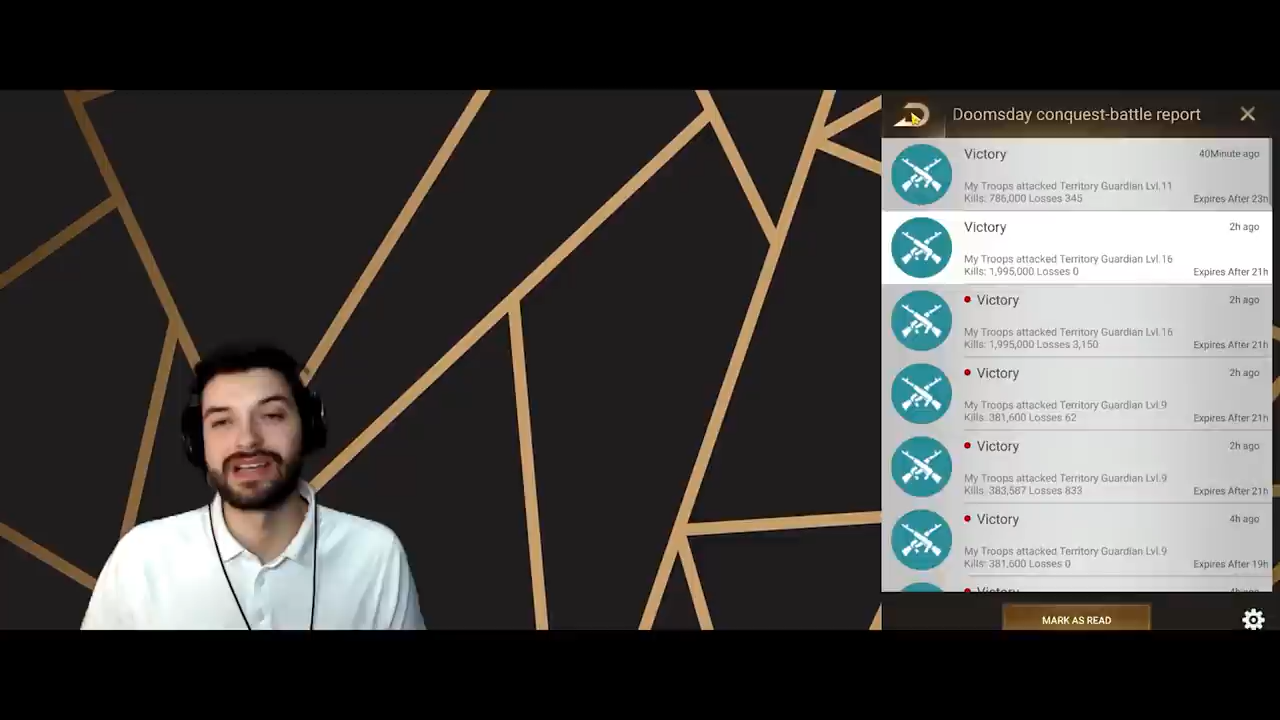 Doomsday conquest-battle report
Victory
40Minute ago
My Troops attacked Territory Guardian Lvl.11
Kills: 786,000 Losses 345
Expires After 23h
Victory
2h ago
My Troops attacked Territory Guardian Lvl.16
Kills: 1,995,000 Losses 0
Expires After 21h
Victory
2h ago
My Troops attacked Territory Guardian Lvl.16
Kills: 1,995,000 Losses 3,150
Expires After 21h
Victory
2h ago
My Troops attacked Territory Guardian Lvl.9
Kills: 381,600 Losses 62
Expires After 21h
Victory
2h ago
My Troops attacked Territory Guardian Lvl.9
Kills: 383,587 Losses 833
Expires After 21h
Victory
4h ago
My Troops attacked Territory Guardian Lvl.9
Kills: 381,600 Losses 0
Expires After 19h
Victory
4h ago
MARK AS READ